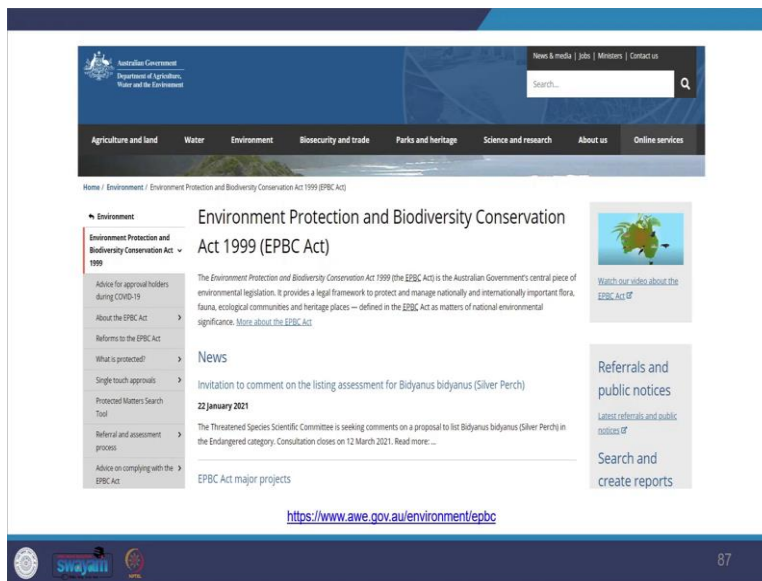 Australian Government
Department of Agriculture,
Water and the Environment
News & media | Jobs | Ministers | Contact us
Search...
Agriculture and land Water Environment Biosecurity and trade Parks and heritage Science and research About us Online services
Home / Environment / Environment Protection and Biodiversity Conservation Act 1999 (EPBC Act)
Environment
Environment Protection and
Biodiversity Conservation Act
1999
Advice for approval holders
during COVID-19
About the EPBC Act
Reforms to the EPBC Act
What is protected?
Single touch approvals
Protected Matters Search
Tool
Referral and assessment
process
Advice on complying with the
EPBC Act
Environment Protection and Biodiversity Conservation
Act 1999 (EPBC Act)
The Environment Protection and Biodiversity Conservation Act 1999 (the EPBC Act) is the Australian Government's central piece of
environmental legislation. It provides a legal framework to protect and manage nationally and internationally important flora,
fauna, ecological communities and heritage places — defined in the EPBC Act as matters of national environmental
significance. More about the EPBC Act
News
Invitation to comment on the listing assessment for Bidyanus bidyanus (Silver Perch)
22 January 2021
The Threatened Species Scientific Committee is seeking comments on a proposal to list Bidyanus bidyanus (Silver Perch) in
the Endangered category. Consultation closes on 12 March 2021. Read more: ...
EPBC Act major projects
Watch our video about the
EPBC Act
Referrals and
public notices
Latest referrals and public
notices
Search and
create reports
https://www.awe.gov.au/environment/epbc
swayam
87